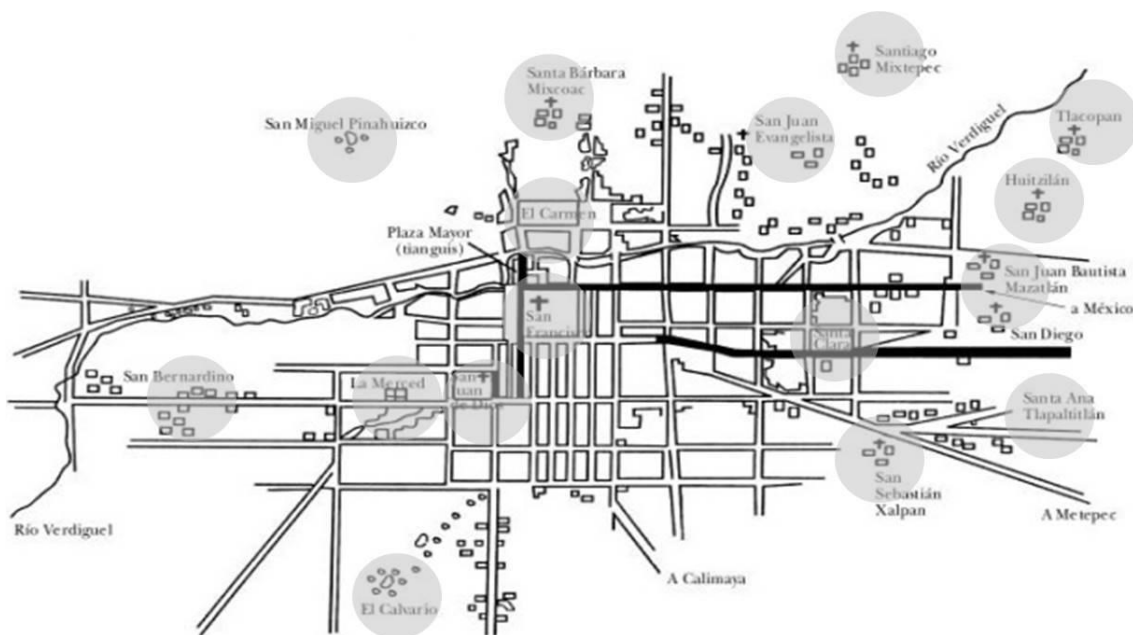 Santiago
Mixtepec
Santa Bárbara
Mixcoac
San Miguel Pinahuizco
San Juan
Evangelista
Río Verdiguel
Tlacopan
Huitzilán
El Carmen
Plaza Mayor
(tianguis)
San Juan Bautista
Mazatlán
a México
San
Francisco
San Diego
Santa
Clara
San Bernardino
La Merced
San
Juan
de Dios
Santa Ana
Tlapaltitlán
San
Sebastián
Xalpan
A Metepec
Río Verdiguel
A Calimaya
El Calvario